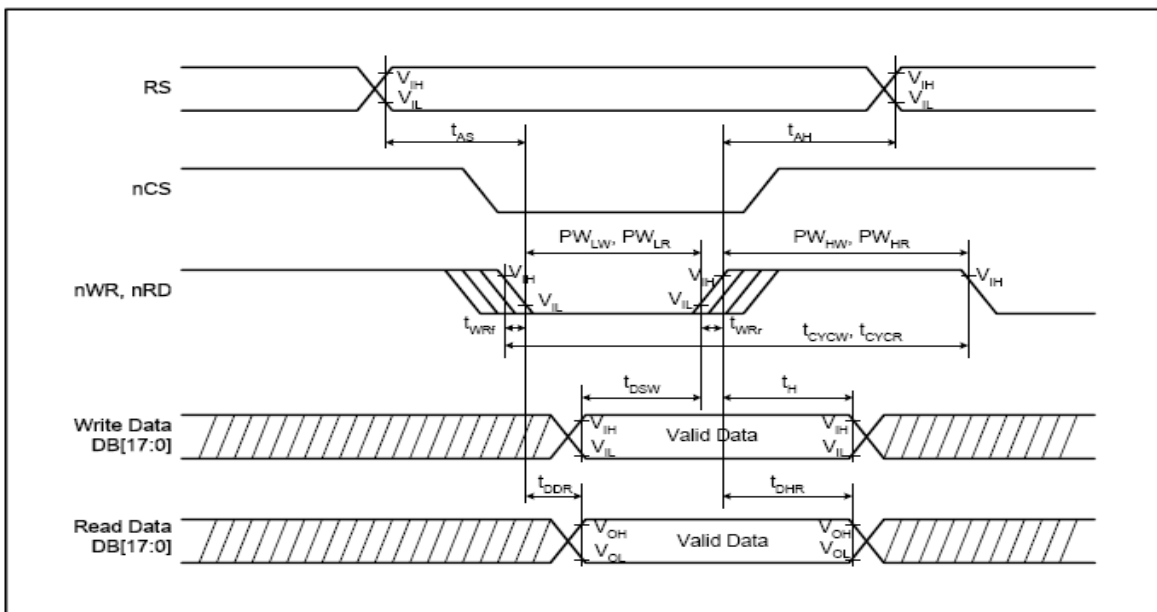 RS
V_IH
V_IL
V_IH
V_IL
t_AS
t_AH
nCS
PW_LW, PW_LR
PW_HW, PW_HR
nWR, nRD
V_IH
V_IL
V_IH
V_IL
V_IH
t_WRf
t_WRr
t_CYCW, t_CYCR
t_DSW
t_H
Write Data
DB[17:0]
V_IH
V_IL
Valid Data
V_IH
V_IL
t_DDR
t_DHR
Read Data
DB[17:0]
V_OH
V_OL
Valid Data
V_OH
V_OL